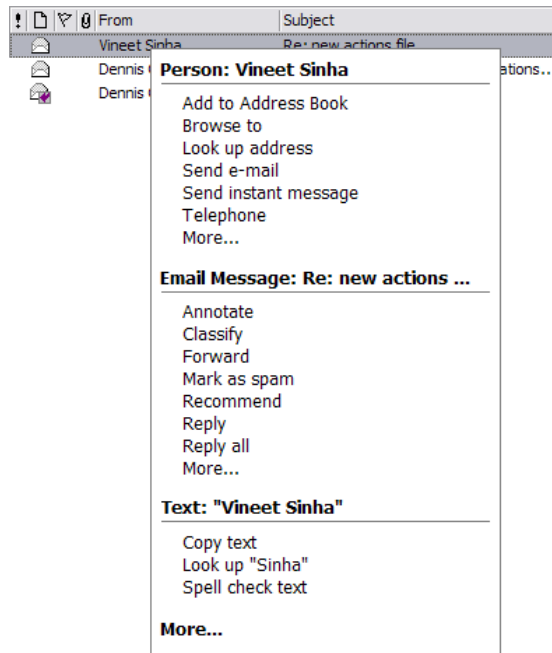 ! From Subject
Vineet Sinha Re: new actions file
Dennis ations..
Dennis
Person: Vineet Sinha
Add to Address Book
Browse to
Look up address
Send e-mail
Send instant message
Telephone
More...
Email Message: Re: new actions ...
Annotate
Classify
Forward
Mark as spam
Recommend
Reply
Reply all
More...
Text: "Vineet Sinha"
Copy text
Look up "Sinha"
Spell check text
More...